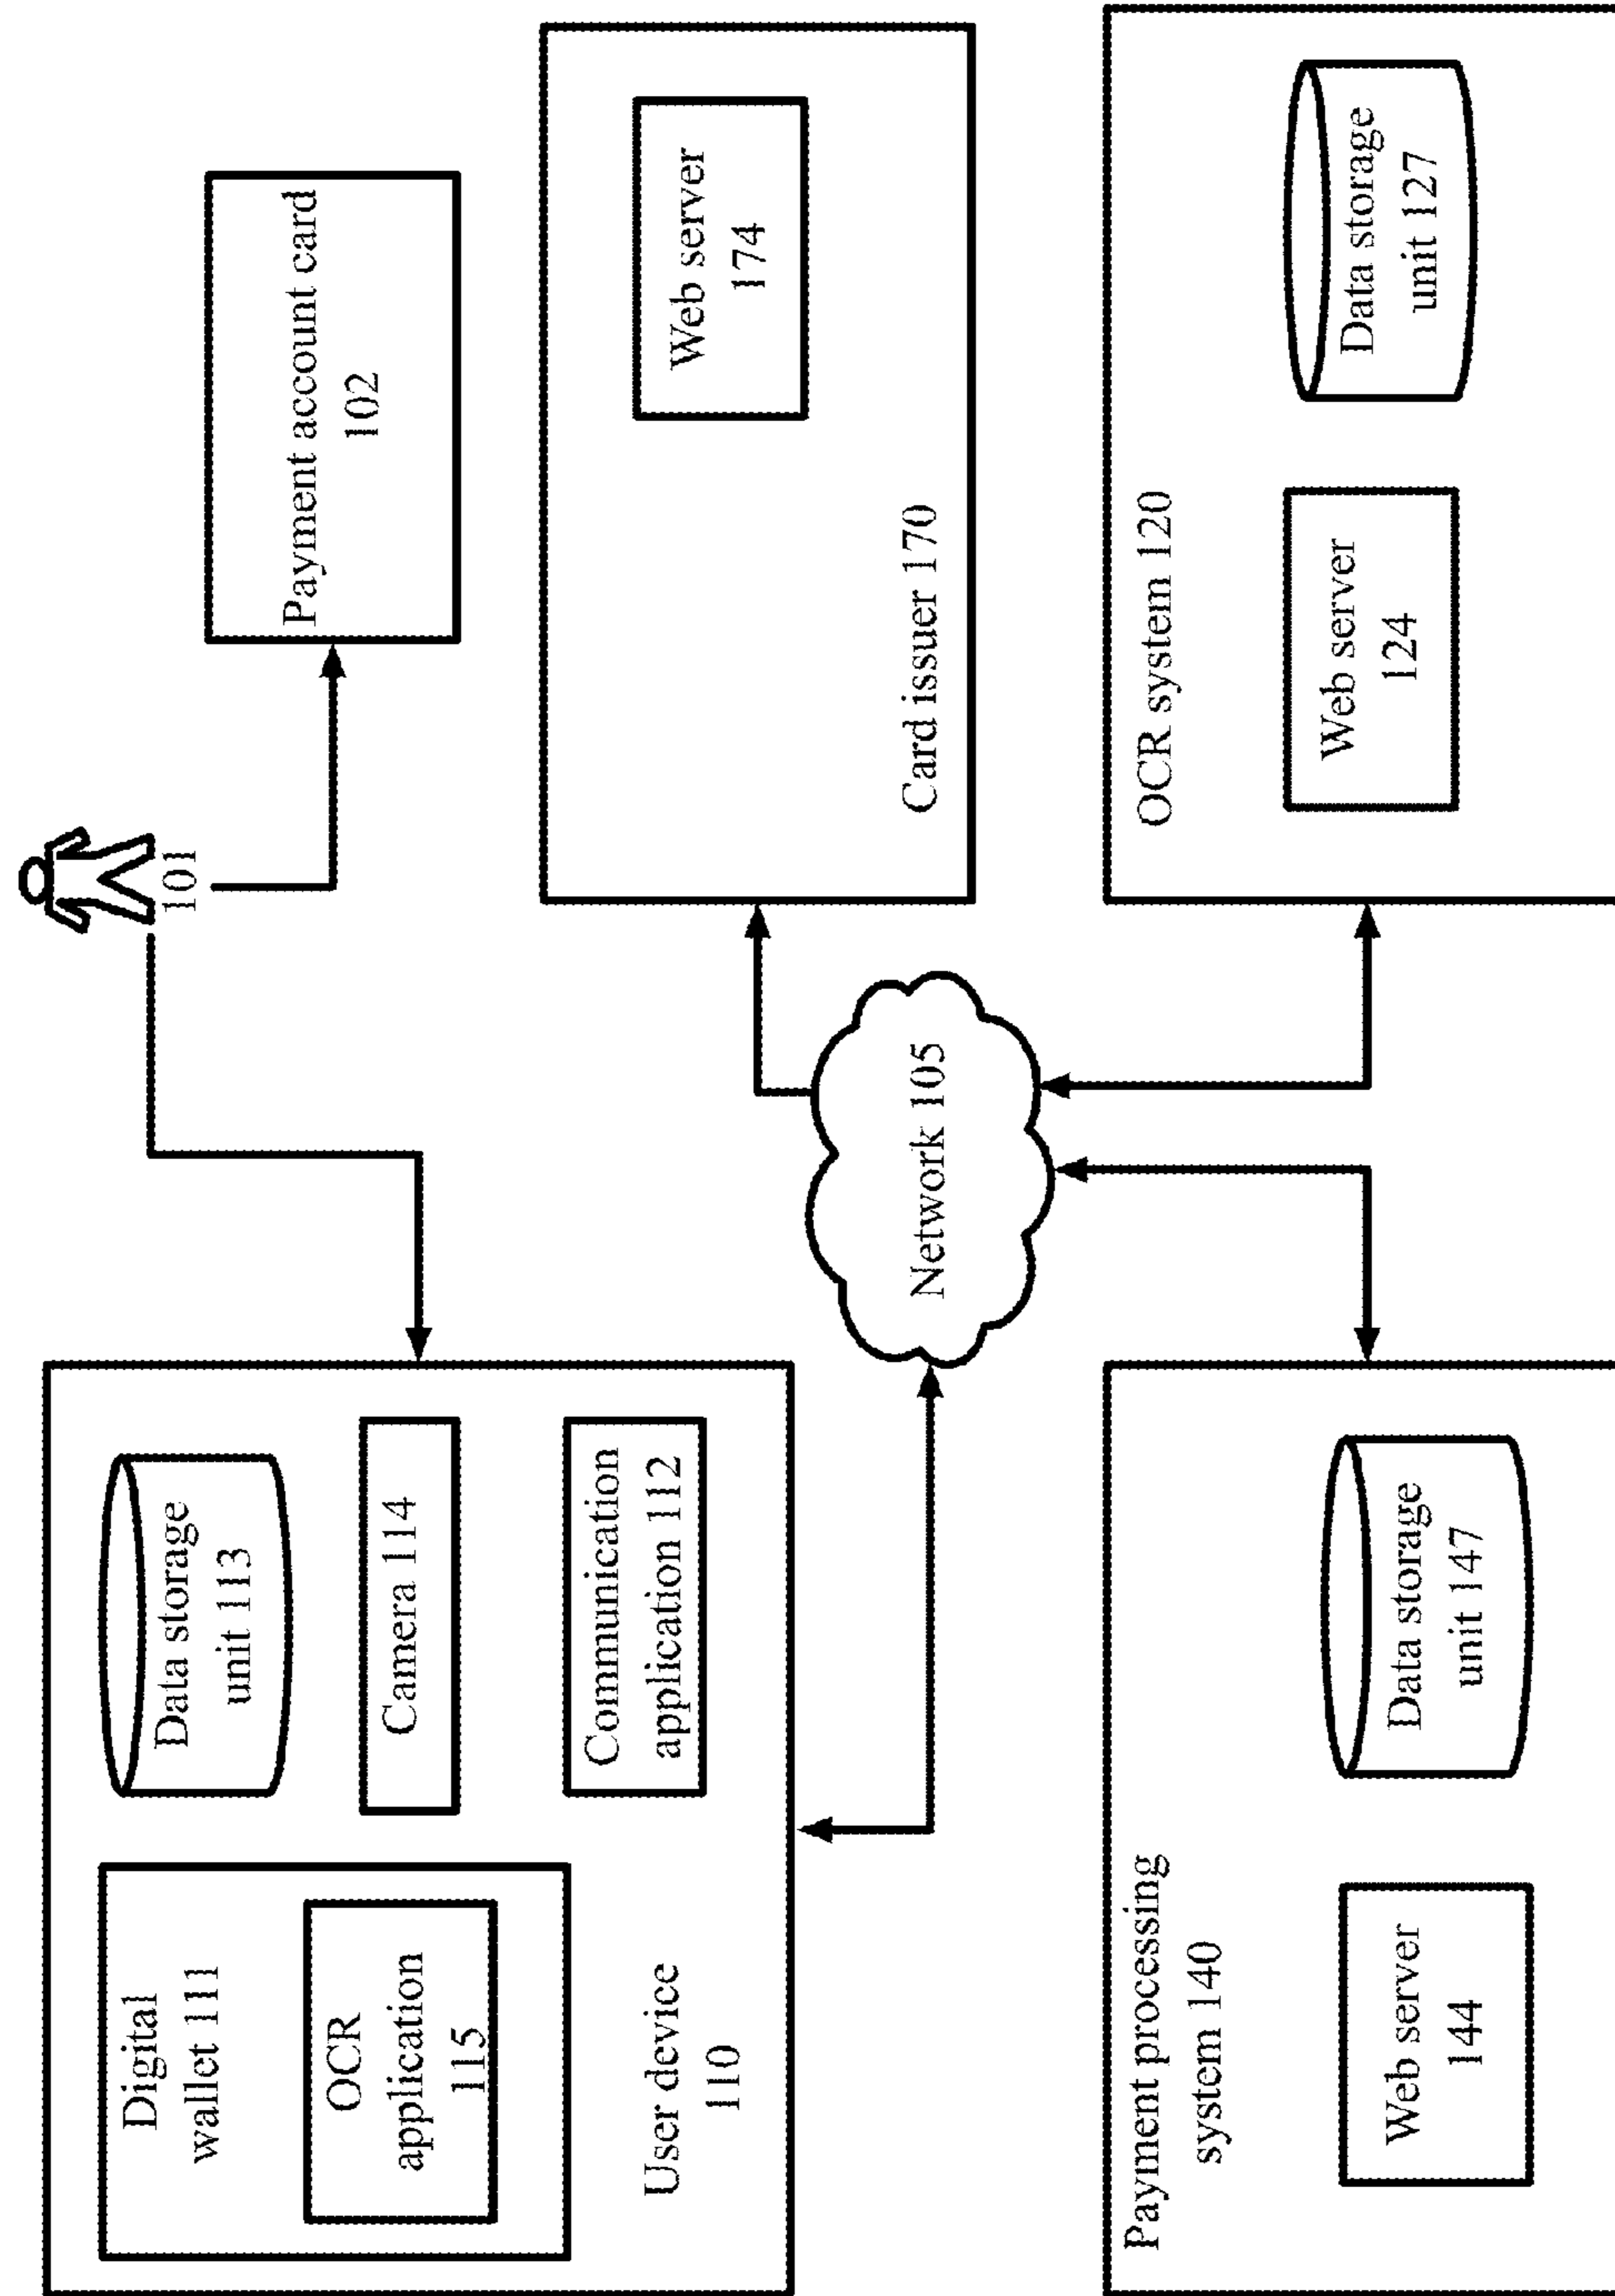 101
Digital
wallet 111
OCR
application
115
Data storage
unit 113
Camera 114
Communication
application 112
User device
110
Payment account card
102
Web server
174
Card issuer 170
Network 105
Payment processing
system 140
Web server
144
Data storage
unit 147
OCR system 120
Web server
124
Data storage
unit 127